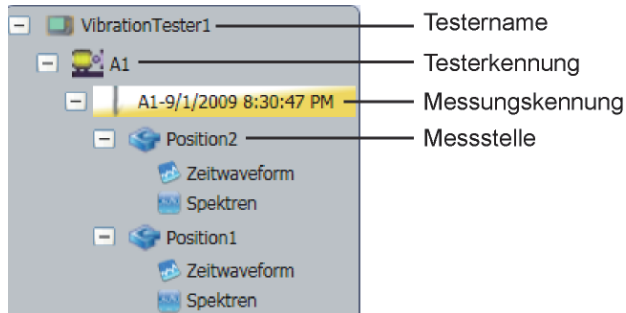 VibrationTester1 Testername
A1 Testerkennung
A1-9/1/2009 8:30:47 PM Messungskennung
Position2 Messstelle
Zeitwaveform
Spektren
Position1
Zeitwaveform
Spektren